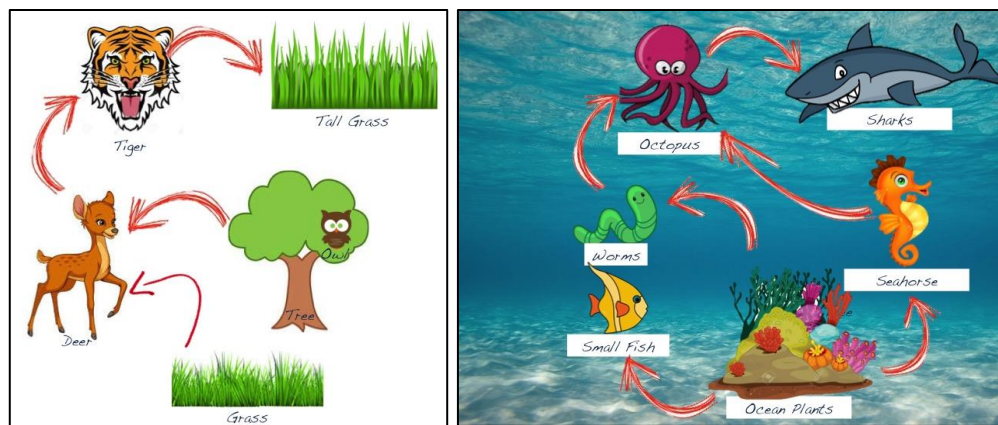 Tiger
Tall Grass
Owl
Tree
Deer
Grass
Octopus
Sharks
Worms
Seahorse
Small Fish
Ocean Plants